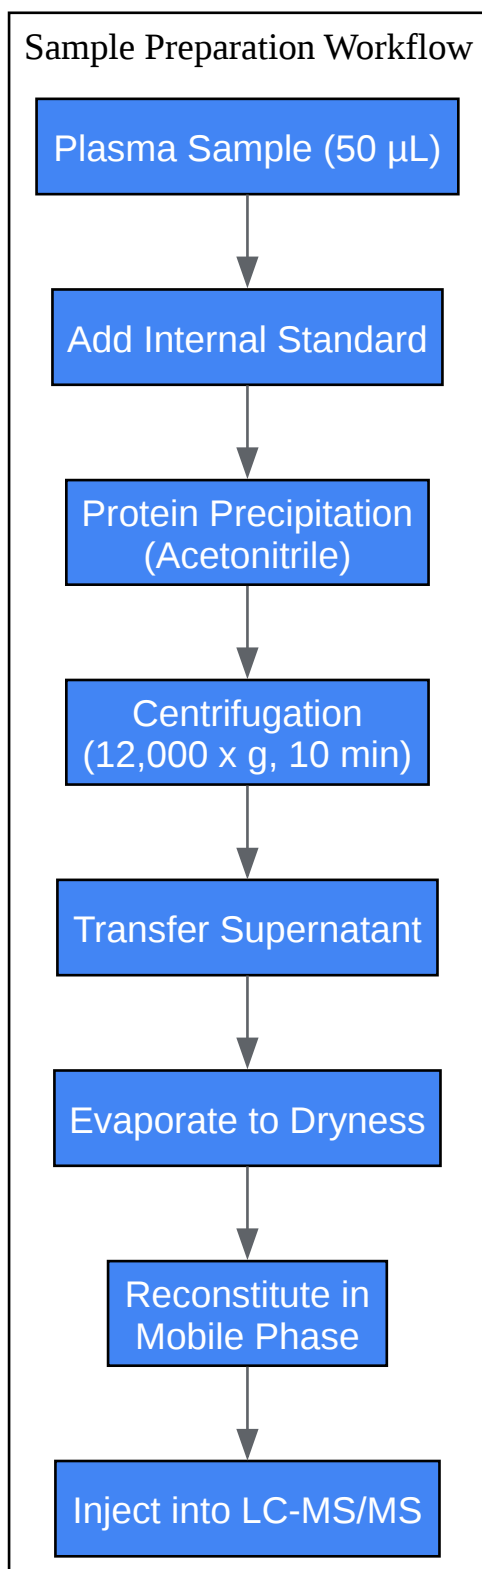 Sample Preparation Workflow
Plasma Sample (50 µL)
Add Internal Standard
Protein Precipitation
(Acetonitrile)
Centrifugation
(12,000 x g, 10 min)
Transfer Supernatant
Evaporate to Dryness
Reconstitute in
Mobile Phase
Inject into LC-MS/MS